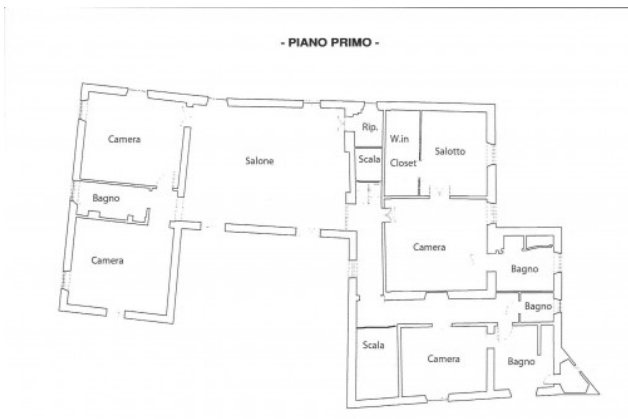 - PIANO PRIMO -
Camera
Salone
Rip.
W.in
Closet
Salotto
Scala
Bagno
Camera
Camera
Bagno
Bagno
Scala
Camera
Bagno